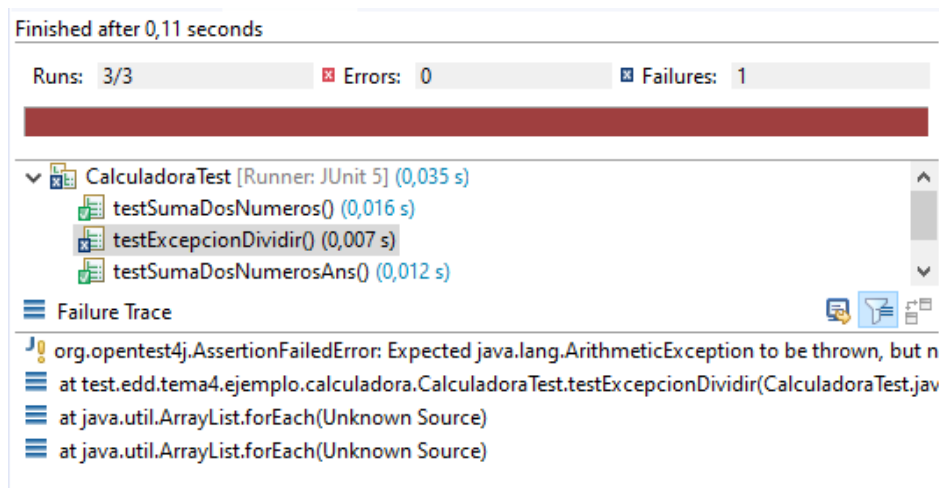 Finished after 0,11 seconds
Runs: 3/3 Errors: 0 Failures: 1
CalculadoraTest [Runner: JUnit 5] (0,035 s)
testSumaDosNumeros() (0,016 s)
testExcepcionDividir() (0,007 s)
testSumaDosNumerosAns() (0,012 s)
Failure Trace
org.opentest4j.AssertionFailedError: Expected java.lang.ArithmeticException to be thrown, but n
at test.edd.tema4.ejemplo.calculadora.CalculadoraTest.testExcepcionDividir(CalculadoraTest.jav
at java.util.ArrayList.forEach(Unknown Source)
at java.util.ArrayList.forEach(Unknown Source)